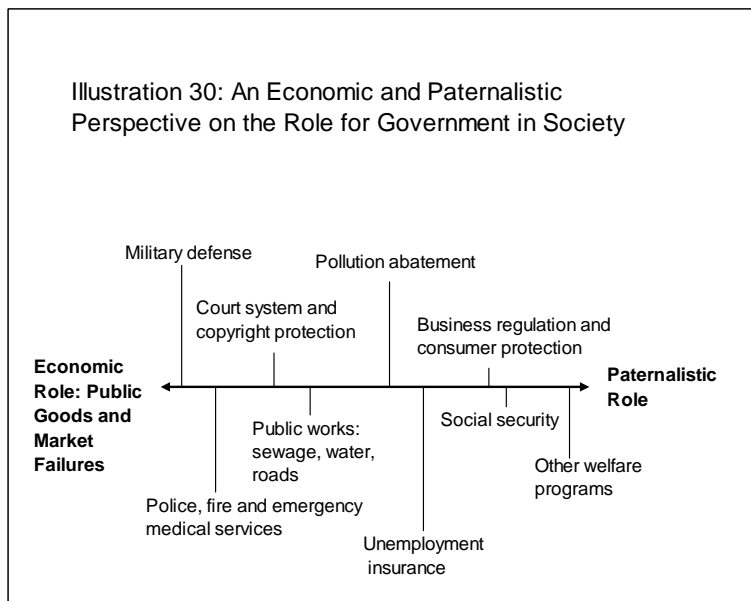 Illustration 30: An Economic and Paternalistic
Perspective on the Role for Government in Society
Military defense
Pollution abatement
Court system and
copyright protection
Business regulation and
consumer protection
Economic
Role: Public
Goods and
Market
Failures
Paternalistic
Role
Public works:
sewage, water,
roads
Social security
Other welfare
programs
Police, fire and emergency
medical services
Unemployment
insurance